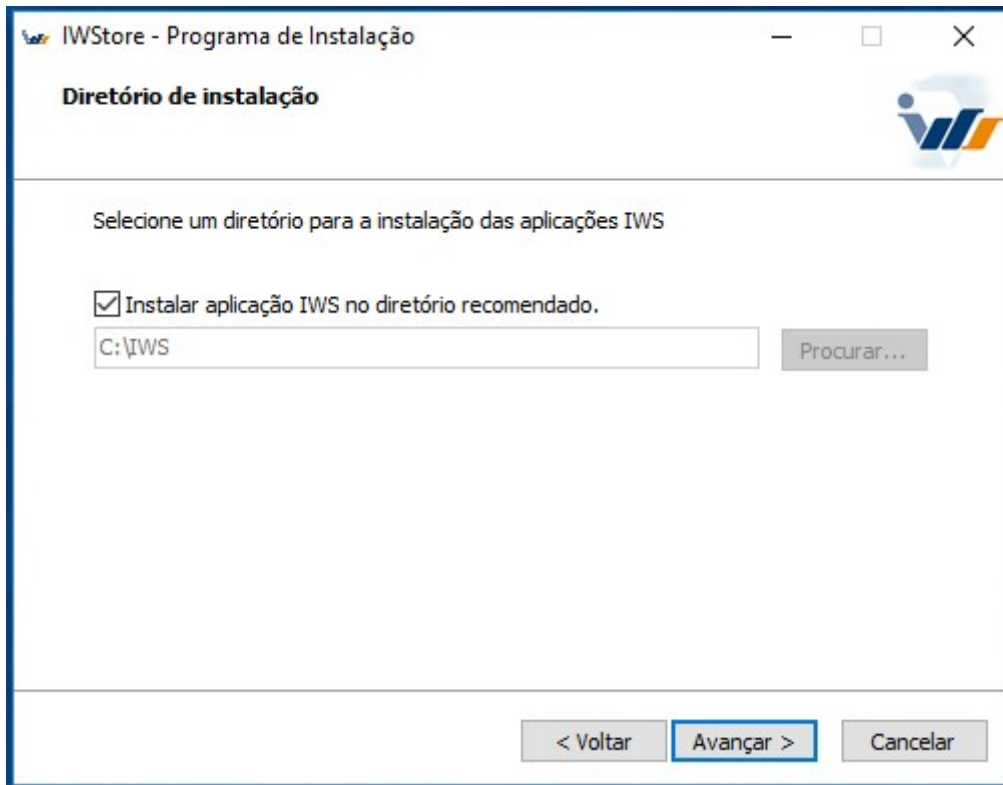 IWStore - Programa de Instalação
Diretório de instalação
iws
Selecione um diretório para a instalação das aplicações IWS
Instalar aplicação IWS no diretório recomendado.
C:\IWS
Procurar...
< Voltar
Avançar >
Cancelar